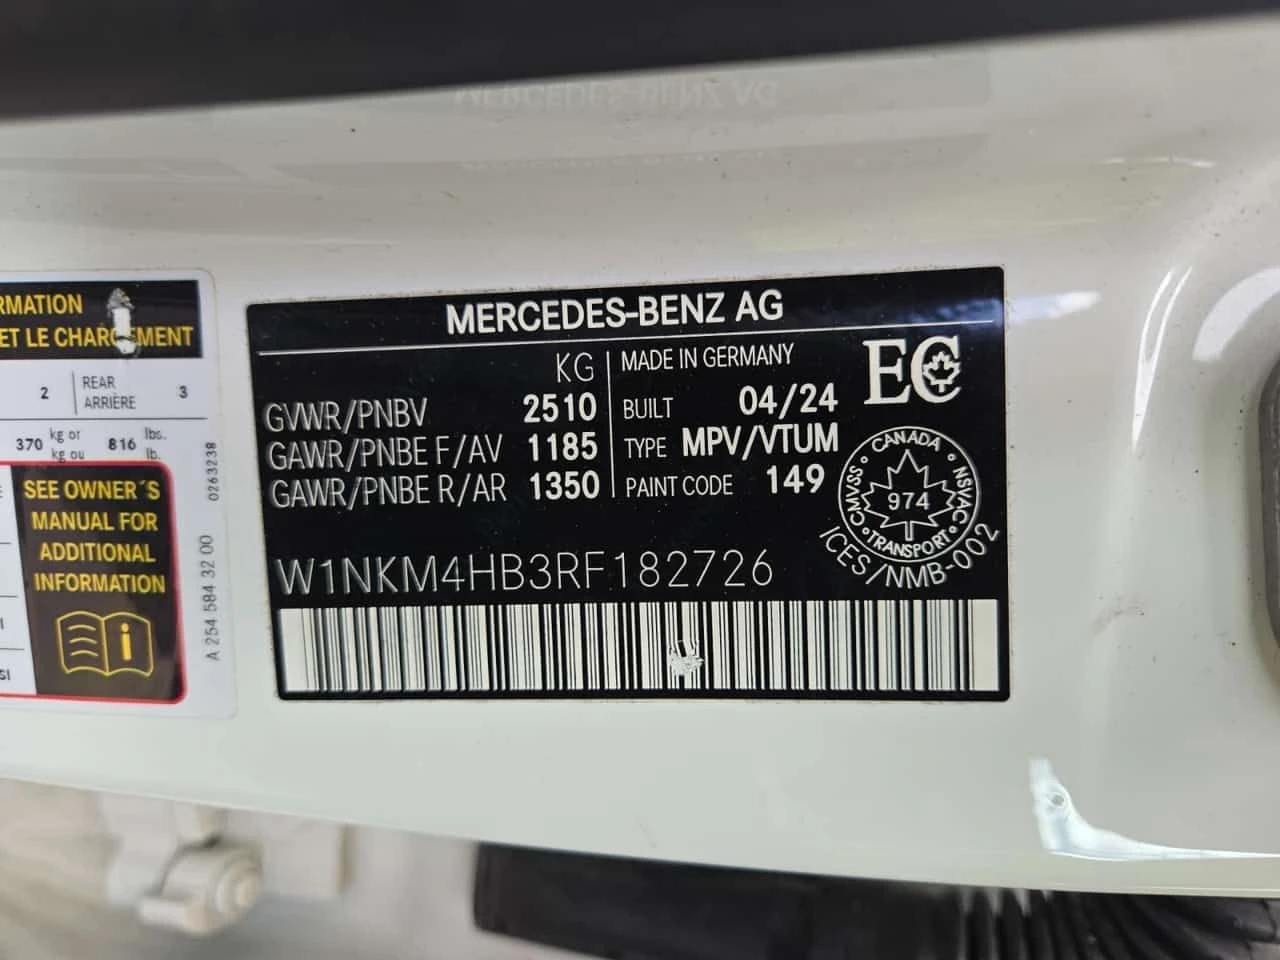 RMATION
ET LE CHARGEMENT
2 REAR ARRIÈRE 3
370 kg or kg ou 816 lbs. lb.
SEE OWNER´S
MANUAL FOR
ADDITIONAL
INFORMATION
i
A 254 584 32 00 0263238
MERCEDES-BENZ AG
KG
GVWR/PNBV 2510
GAWR/PNBE F/AV 1185
GAWR/PNBE R/AR 1350
MADE IN GERMANY
BUILT 04/24
TYPE MPV/VTUM
PAINT CODE 149
EC
CANADA
CMVSS NSVAC
974
TRANSPORT
ICES/NMB-002
W1NKM4HB3RF182726